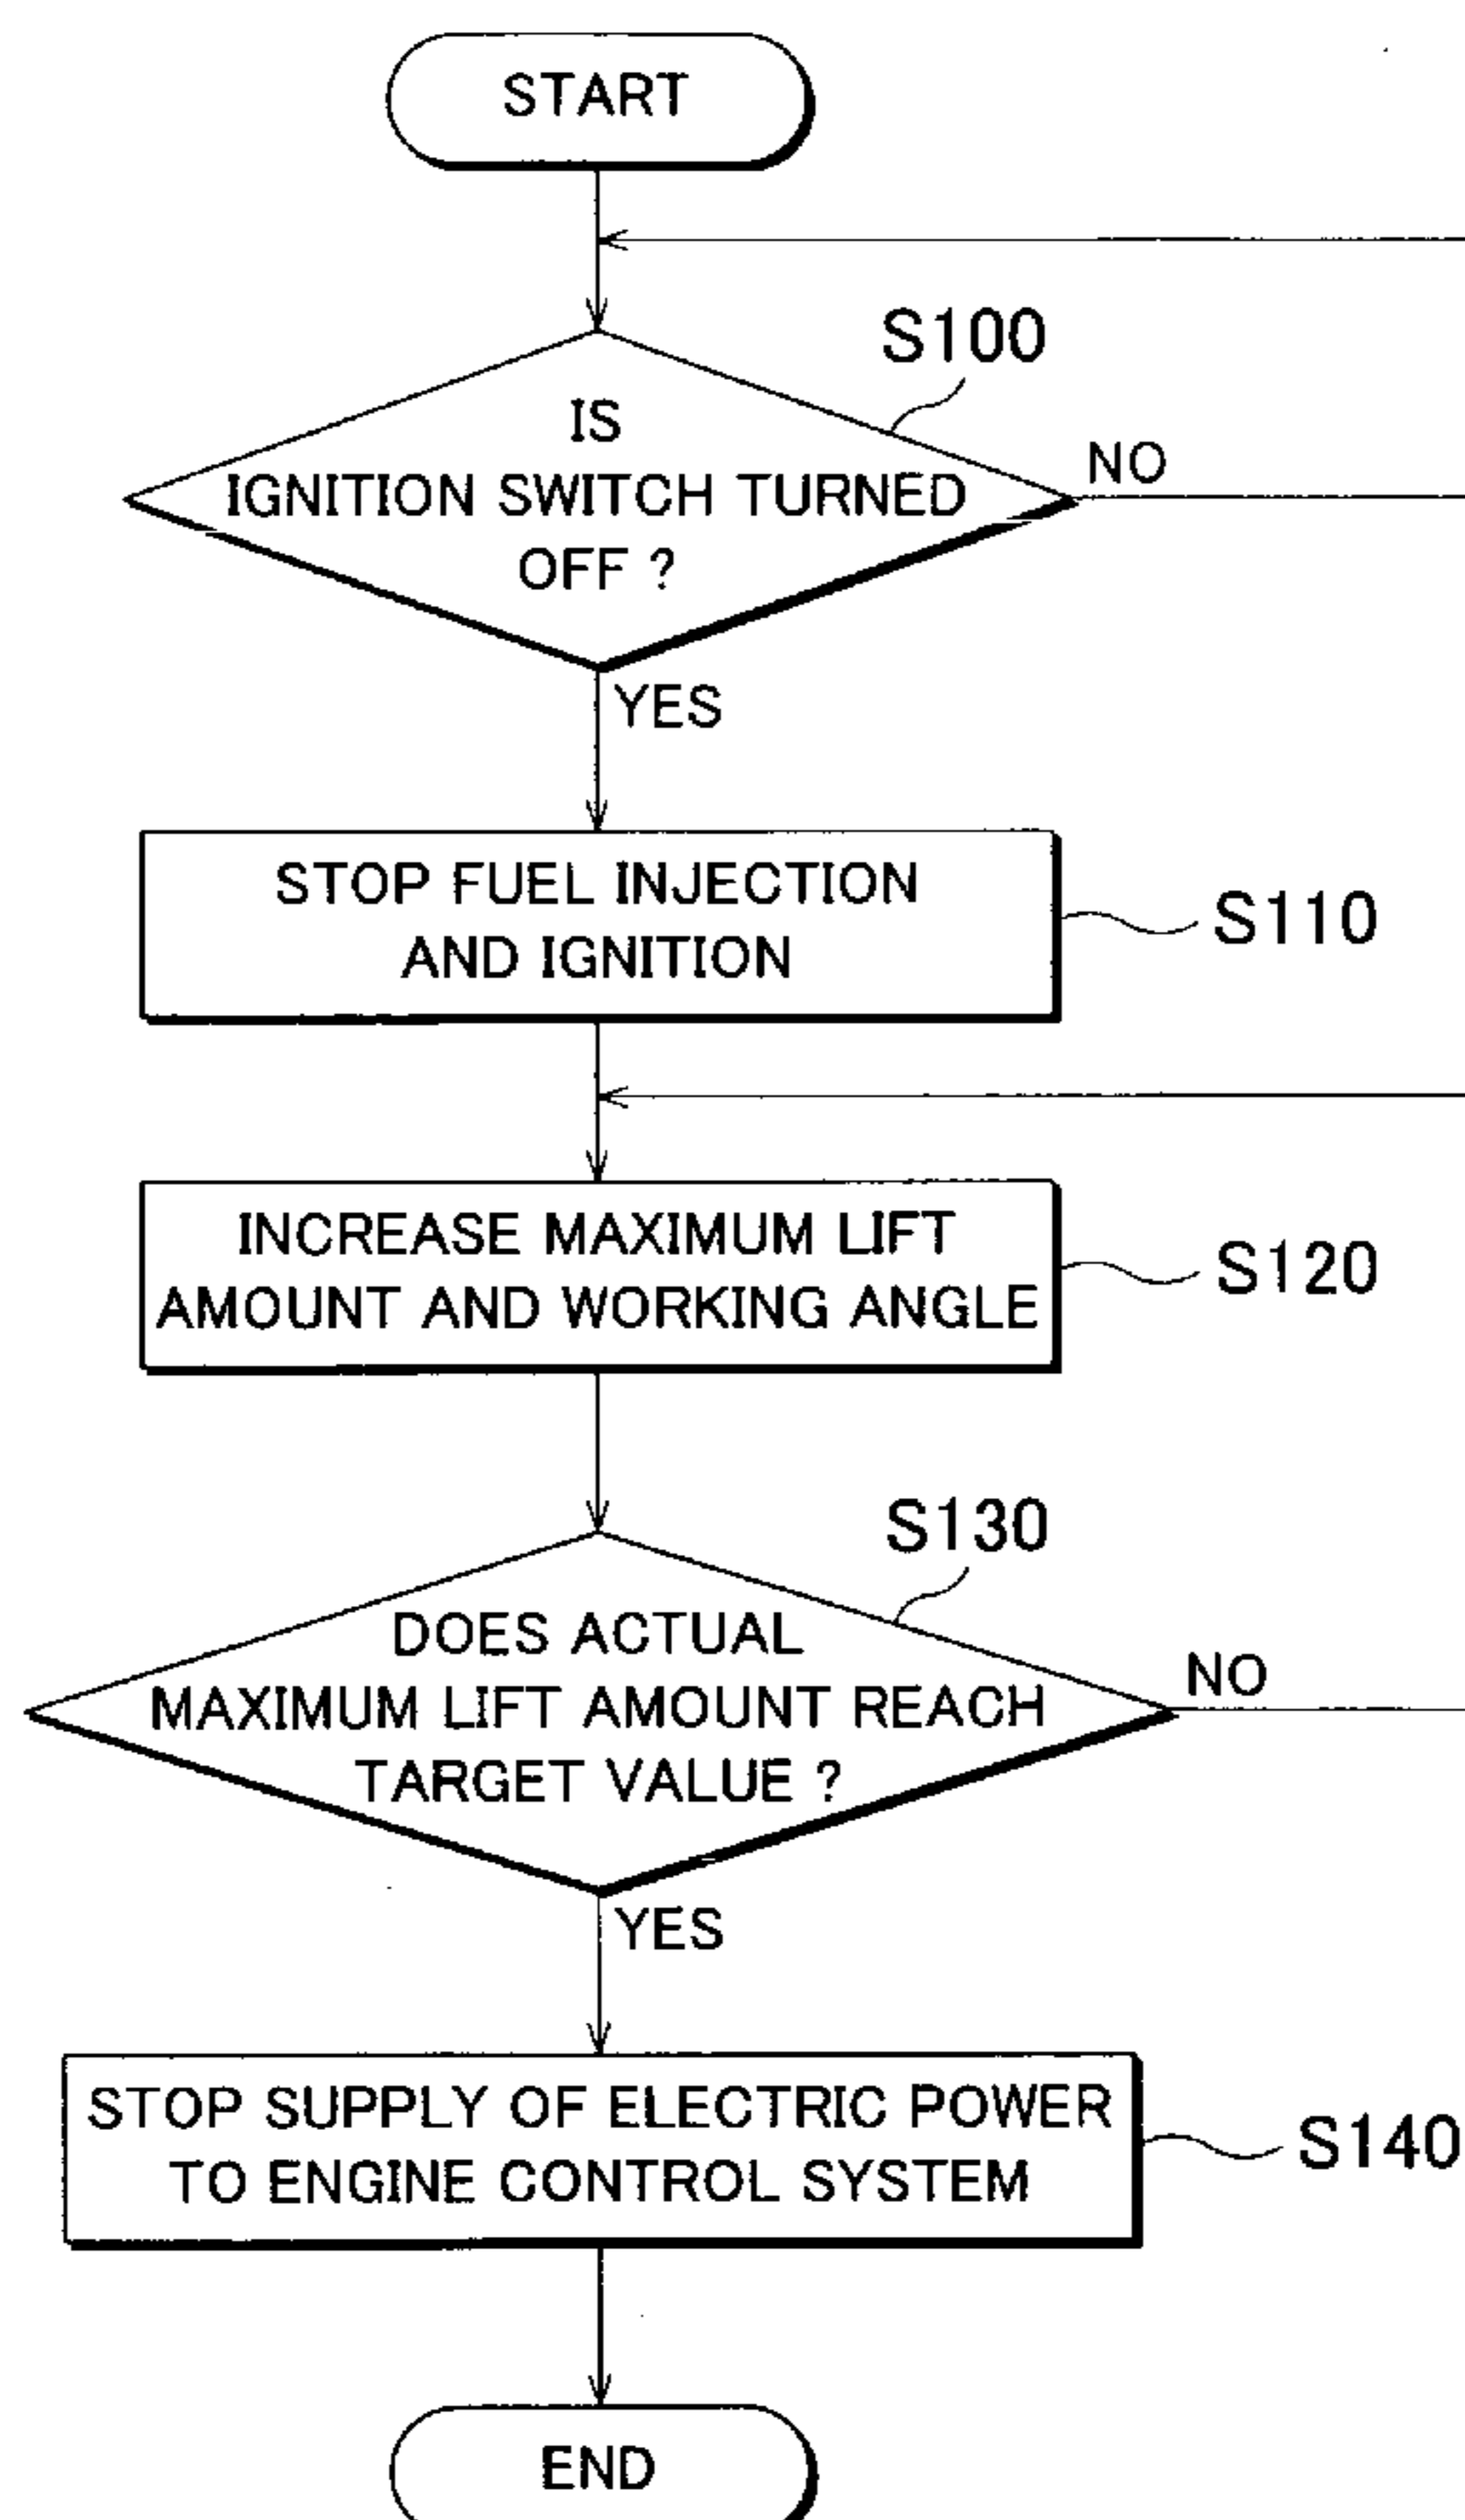 START
S100
IS
IGNITION SWITCH TURNED
OFF ?
NO
YES
STOP FUEL INJECTION
AND IGNITION
S110
INCREASE MAXIMUM LIFT
AMOUNT AND WORKING ANGLE
S120
S130
DOES ACTUAL
MAXIMUM LIFT AMOUNT REACH
TARGET VALUE ?
NO
YES
STOP SUPPLY OF ELECTRIC POWER
TO ENGINE CONTROL SYSTEM
S140
END